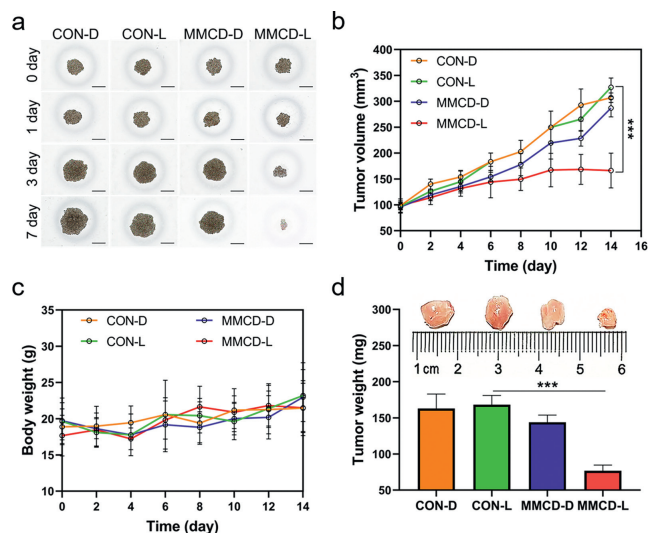 a
CON-D CON-L MMCD-D MMCD-L
0 day
1 day
3 day
7 day
b
Tumor volume (mm³)
400
350
300
250
200
150
100
50
CON-D
CON-L
MMCD-D
MMCD-L
***
0 2 4 6 8 10 12 14 16
Time (day)
c
Body weight (g)
35
30
25
20
15
10
CON-D MMCD-D
CON-L MMCD-L
0 2 4 6 8 10 12 14
Time (day)
d
Tumor weight (mg)
300
250
200
150
100
50
1 cm 2 3 4 5 6
***
CON-D CON-L MMCD-D MMCD-L